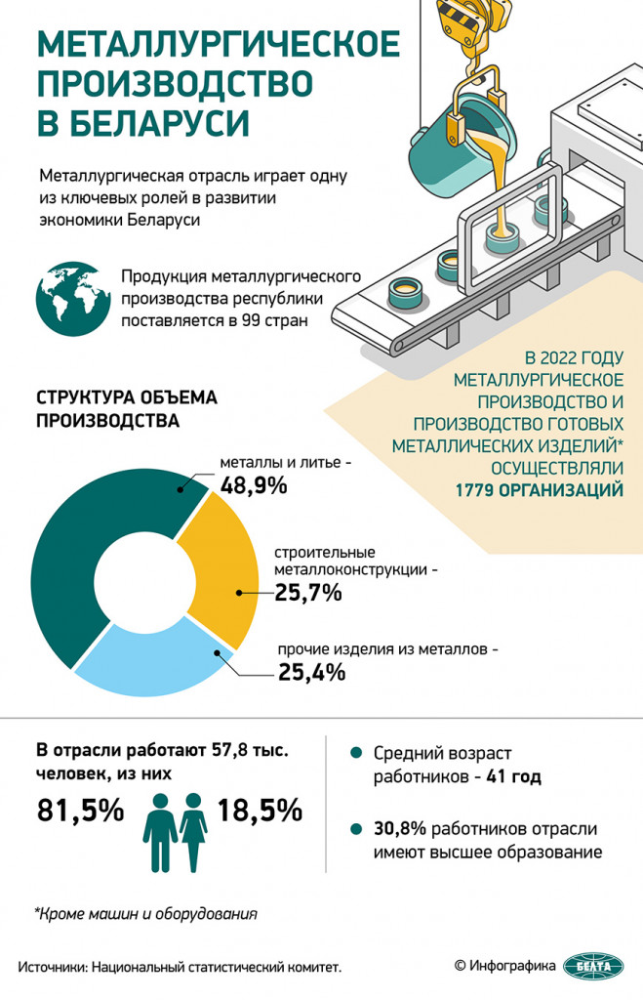 МЕТАЛЛУРГИЧЕСКОЕ
ПРОИЗВОДСТВО
В БЕЛАРУСИ
Металлургическая отрасль играет одну
из ключевых ролей в развитии
экономики Беларуси
Продукция металлургического
производства республики
поставляется в 99 стран
В 2022 ГОДУ
МЕТАЛЛУРГИЧЕСКОЕ
ПРОИЗВОДСТВО И
ПРОИЗВОДСТВО ГОТОВЫХ
МЕТАЛЛИЧЕСКИХ ИЗДЕЛИЙ*
ОСУЩЕСТВЛЯЛИ
1779 ОРГАНИЗАЦИЙ
СТРУКТУРА ОБЪЕМА
ПРОИЗВОДСТВА
металлы и литье -
48,9%
строительные
металлоконструкции -
25,7%
прочие изделия из металлов -
25,4%
В отрасли работают 57,8 тыс.
человек, из них
81,5% 18,5%
Средний возраст
работников - 41 год
30,8% работников отрасли
имеют высшее образование
*Кроме машин и оборудования
Источники: Национальный статистический комитет.
© Инфографика БЕЛТА